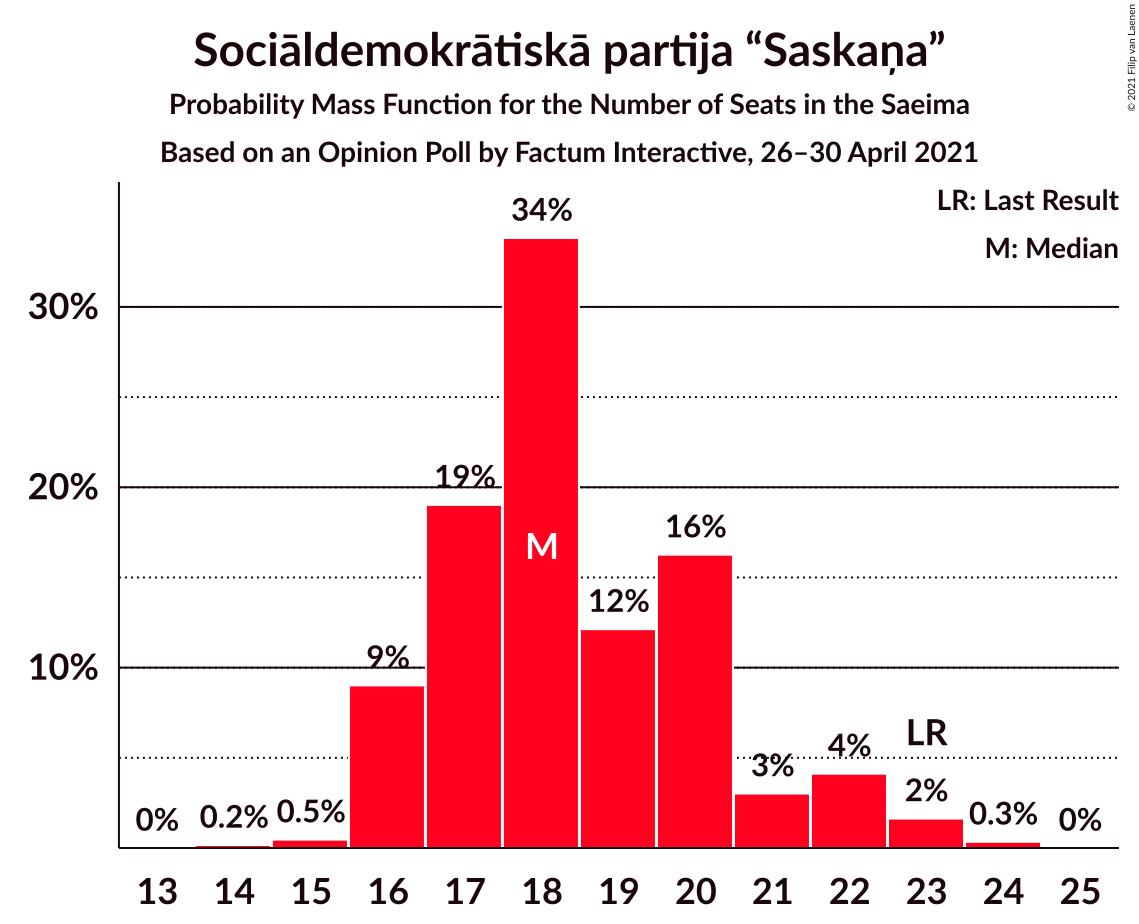 Sociāldemokrātiskā partija “Saskaņa”
Probability Mass Function for the Number of Seats in the Saeima
Based on an Opinion Poll by Factum Interactive, 26–30 April 2021
© 2021 Filip van Laenen
LR: Last Result
M: Median
34%
30%
19%
20%
M
16%
12%
9%
10%
LR
3%
4%
2%
0%
0.2%
0.5%
0.3%
0%
13 14 15 16 17 18 19 20 21 22 23 24 25